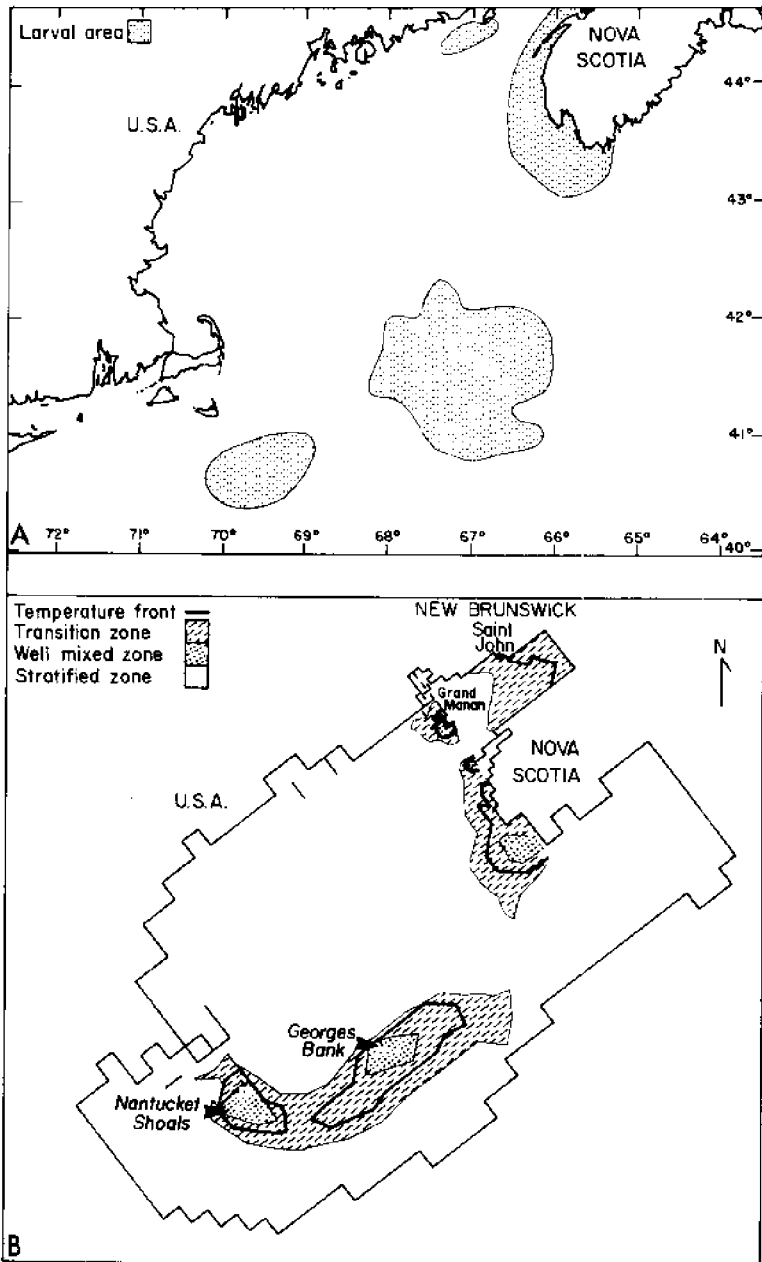 Larval area
NOVA
SCOTIA
44°
U.S.A.
43°
42°
41°
A
72° 71° 70° 69° 68° 67° 66° 65° 64° 40°
Temperature front
Transition zone
Well mixed zone
Stratified zone
NEW BRUNSWICK
Saint
John
N
Grand
Manan
NOVA
SCOTIA
U.S.A.
Georges
Bank
Nantucket
Shoals
B